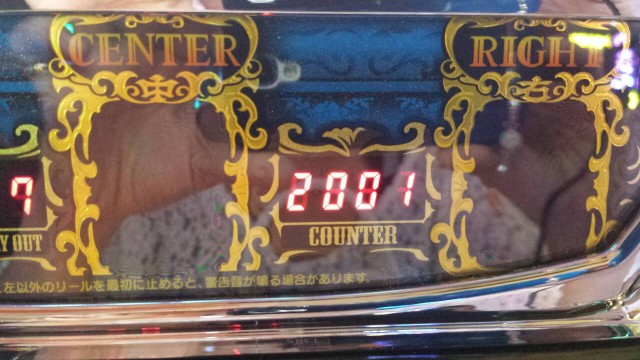 CENTER
中
RIGHT
右
7
2001
Y OUT
COUNTER
左以外のリールを最初に止めると、警告音が鳴る場合があります。